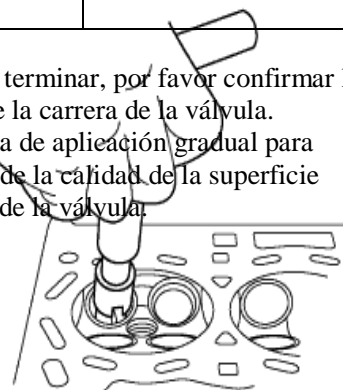 terminar, por favor confirmar
e la carrera de la válvula.
a de aplicación gradual para
de la calidad de la superficie
de la válvula.